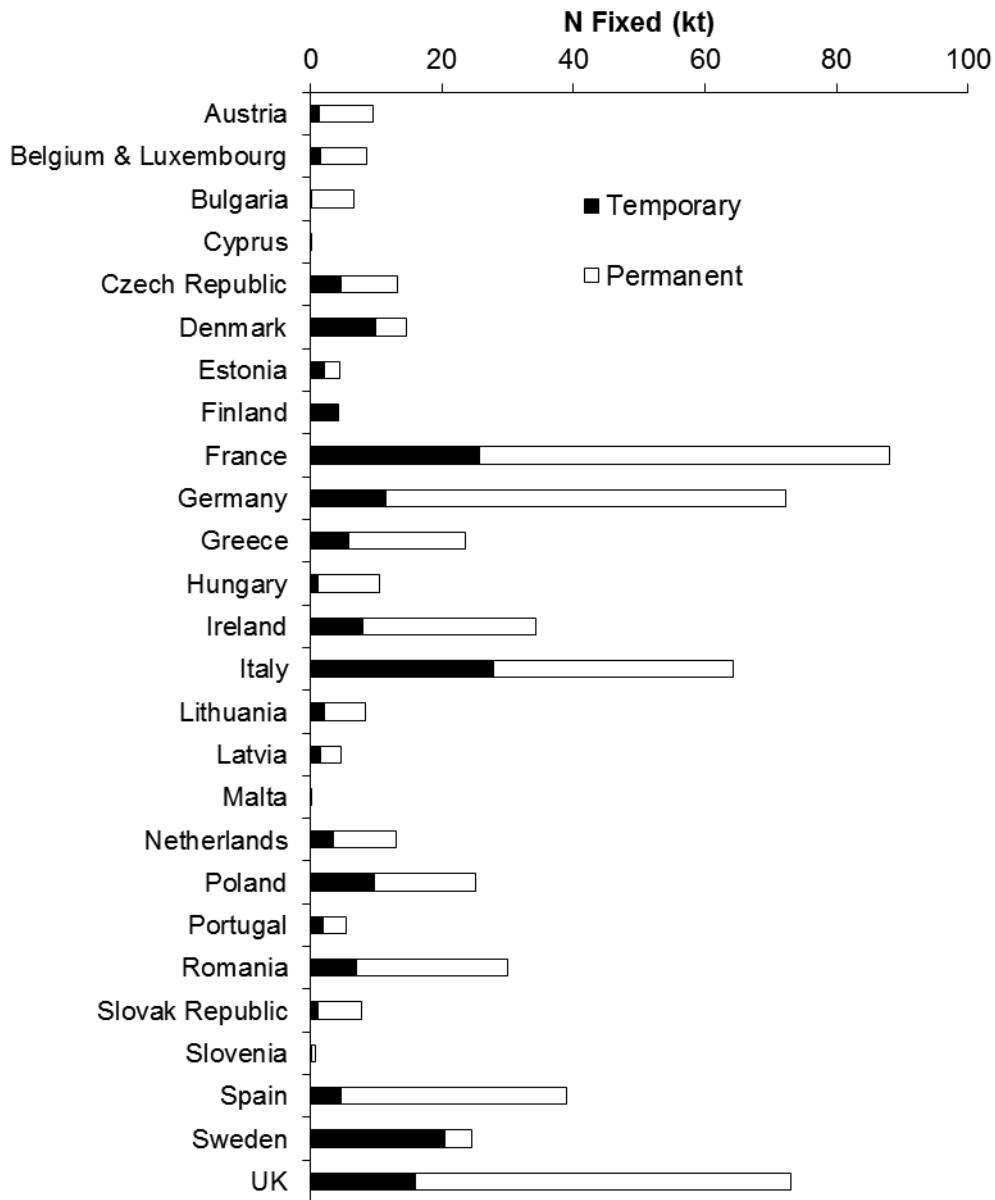 N Fixed (kt)
0 20 40 60 80 100
Austria
Belgium & Luxembourg
Bulgaria
Temporary
Cyprus
Permanent
Czech Republic
Denmark
Estonia
Finland
France
Germany
Greece
Hungary
Ireland
Italy
Lithuania
Latvia
Malta
Netherlands
Poland
Portugal
Romania
Slovak Republic
Slovenia
Spain
Sweden
UK